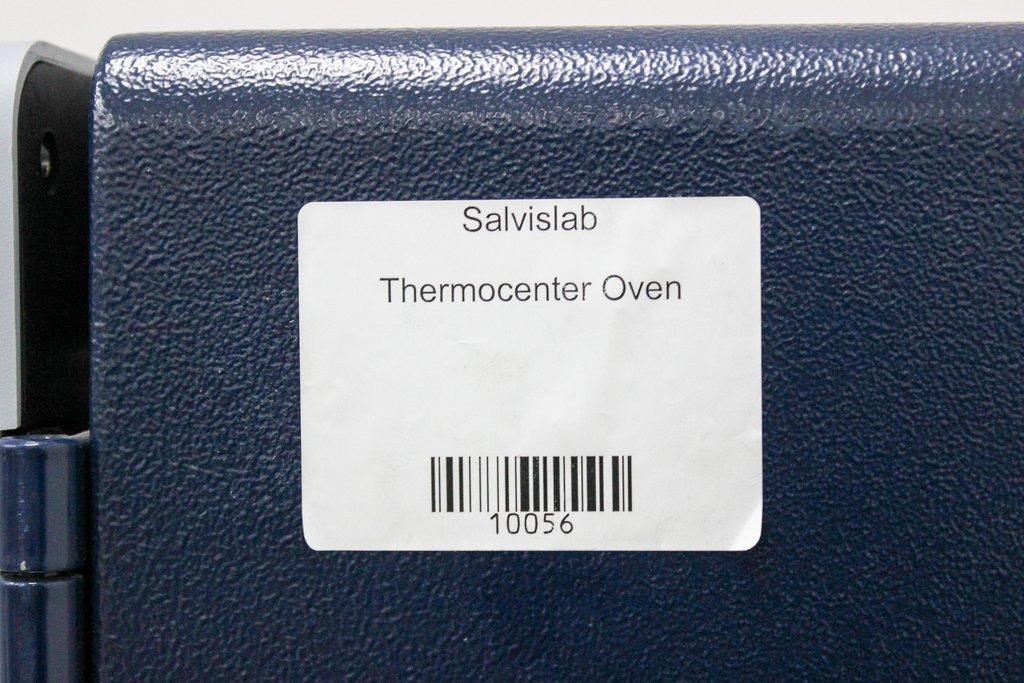 Salvislab
Thermocenter Oven
10056